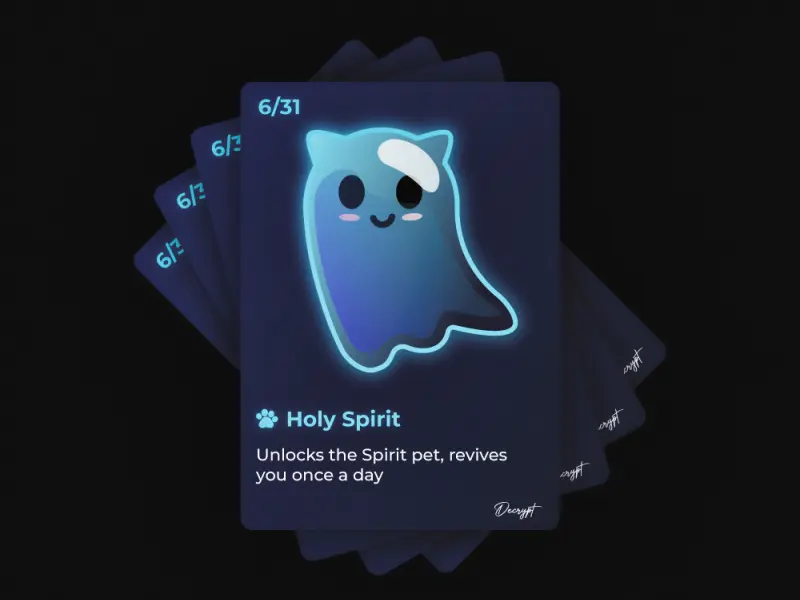 6/31
Holy Spirit
Unlocks the Spirit pet, revives
you once a day
Decrypt